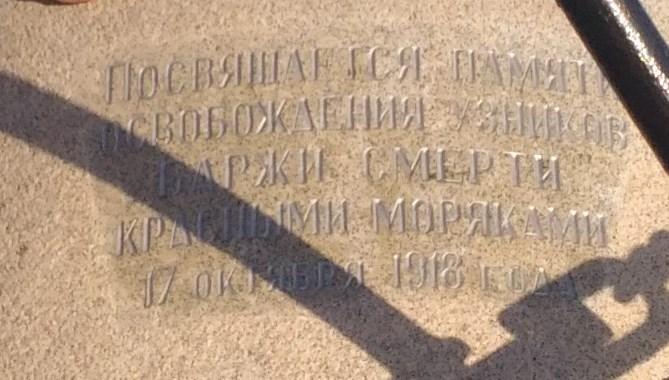 ПОСВЯЩАЕТСЯ ПАМЯТИ
ОСВОБОЖДЕНИЯ УЗНИКОВ
БАРЖИ СМЕРТИ
КРАСНЫМИ МОРЯКАМИ
17 ОКТЯБРЯ 1918 ГОДА